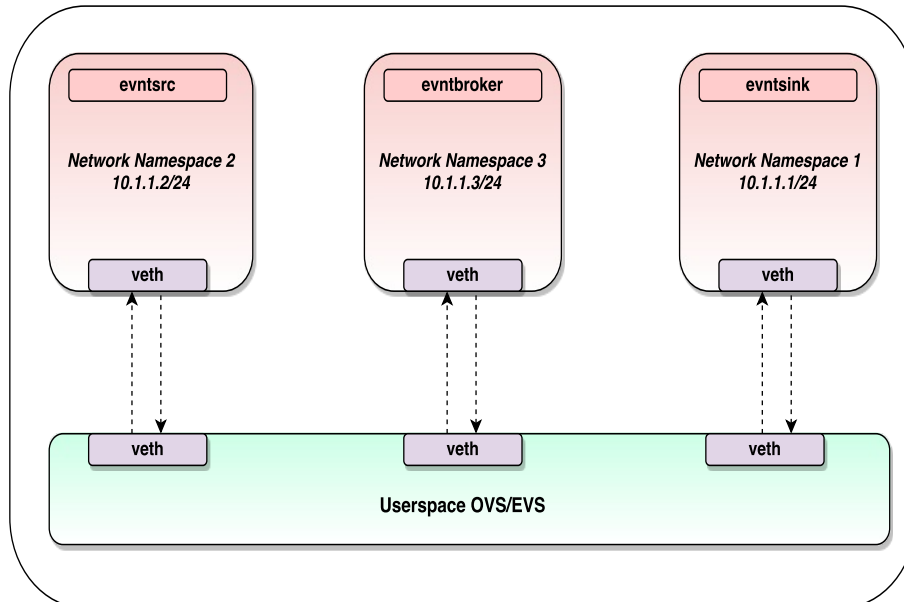 evntsrc
evntbroker
evntsink
Network Namespace 2
10.1.1.2/24
Network Namespace 3
10.1.1.3/24
Network Namespace 1
10.1.1.1/24
veth
veth
veth
veth
veth
veth
Userspace OVS/EVS